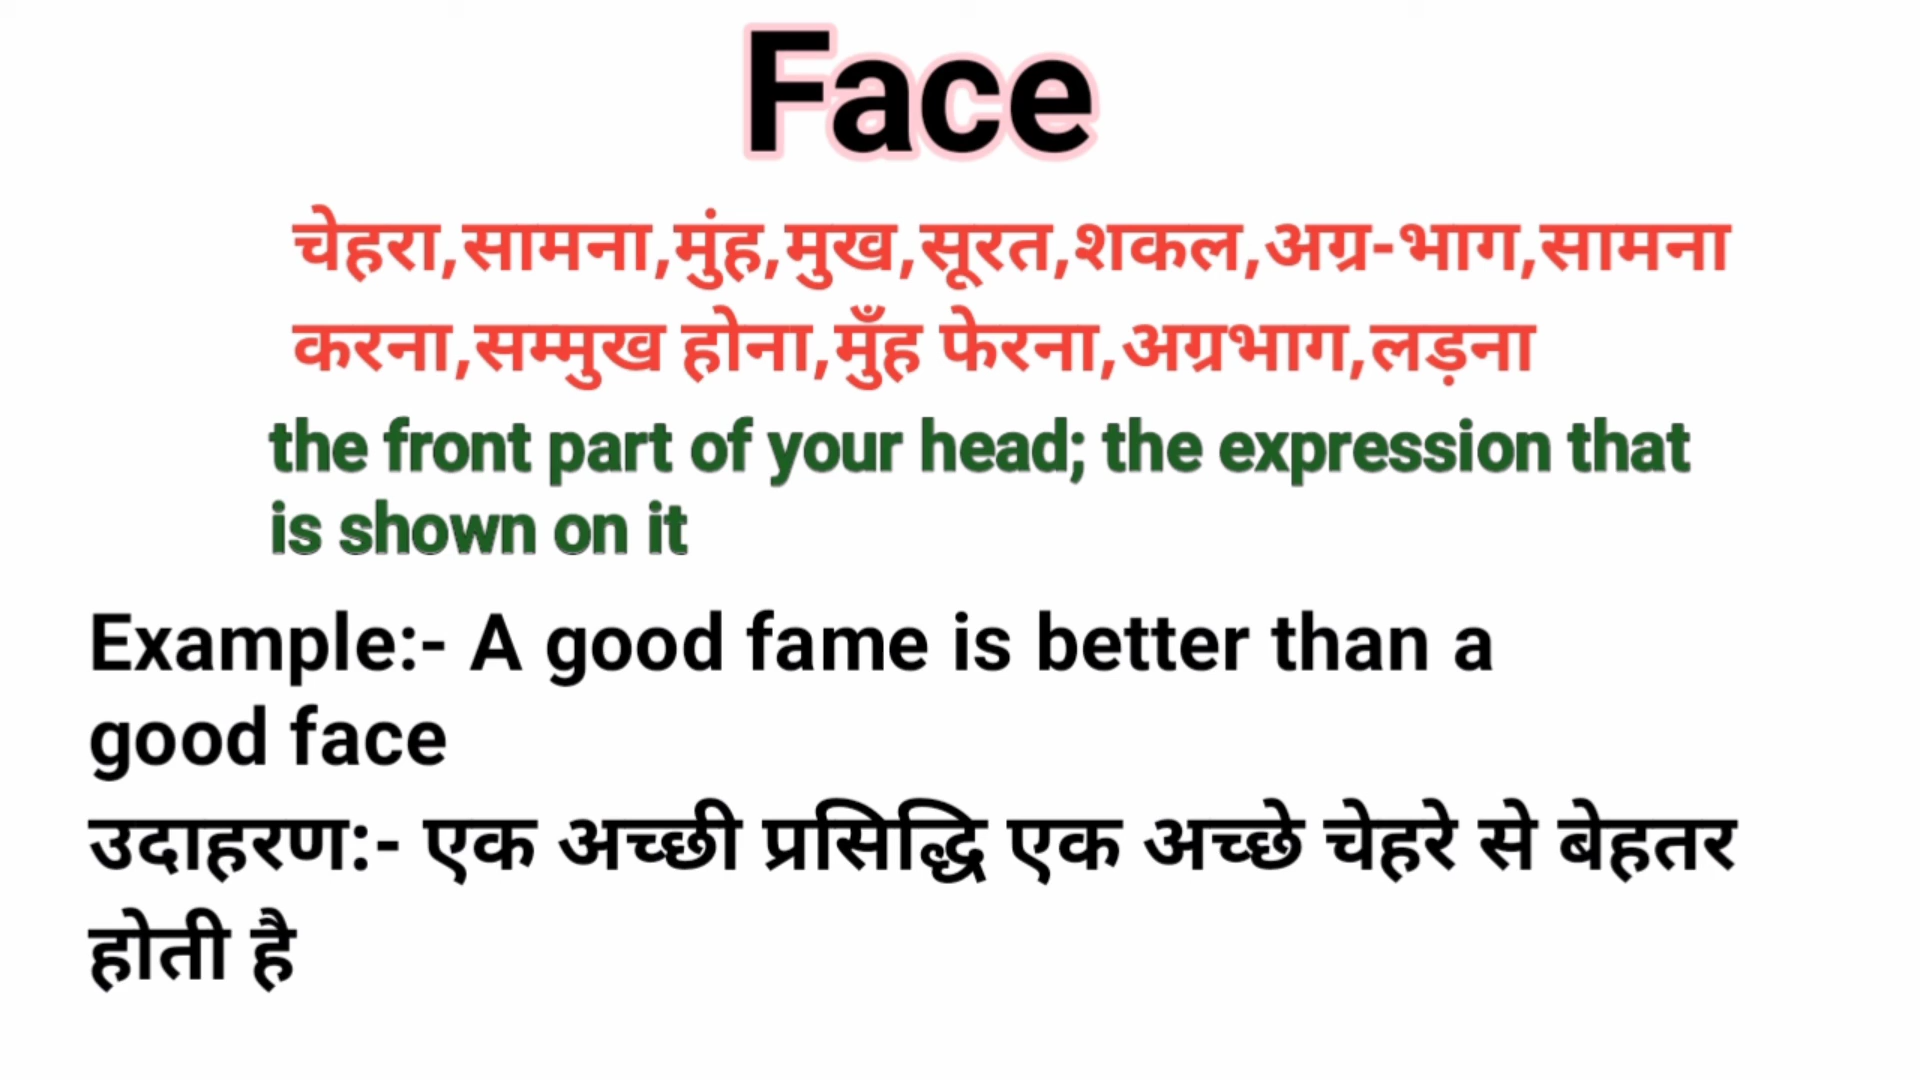 Face
चेहरा,सामना,मुंह,मुख,सूरत,शकल,अग्र-भाग,सामना
करना,सम्मुख होना,मुँह फेरना,अग्रभाग,लड़ना
the front part of your head; the expression that
is shown on it
Example:- A good fame is better than a
good face
उदाहरण:- एक अच्छी प्रसिद्धि एक अच्छे चेहरे से बेहतर
होती है